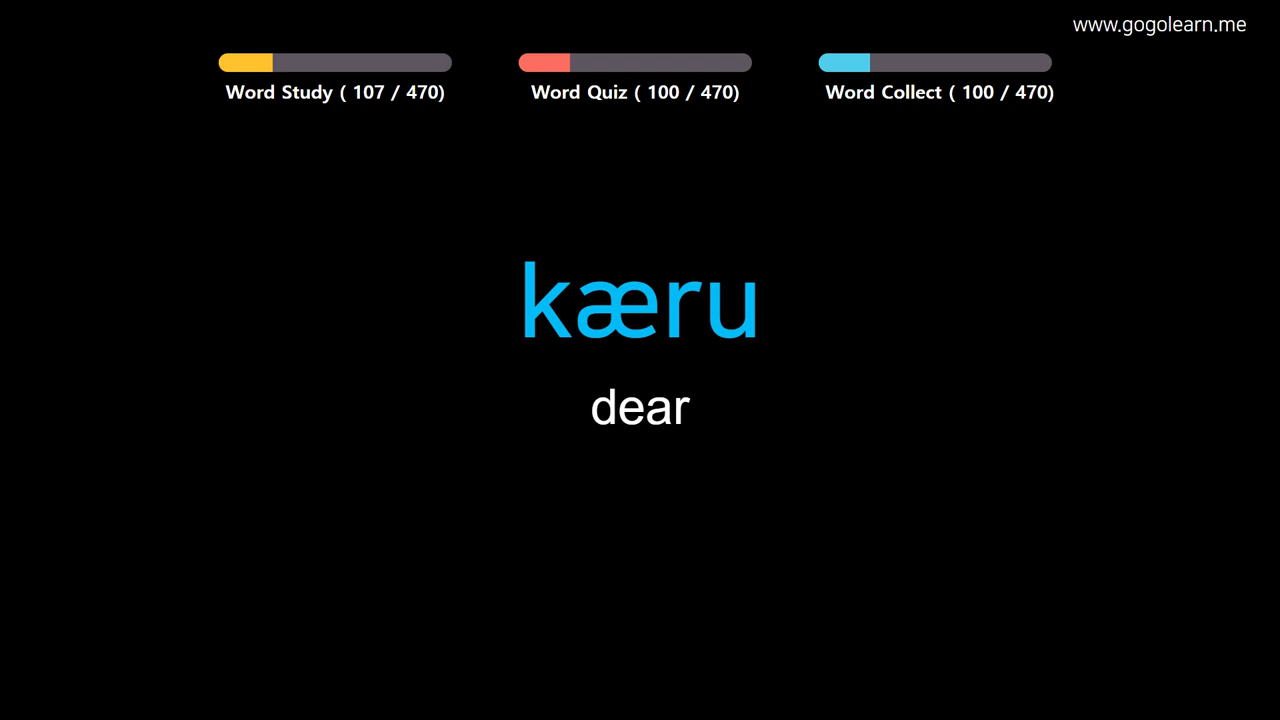 www.gogolearn.me
Word Study ( 107 / 470)
Word Quiz ( 100 / 470)
Word Collect ( 100 / 470)
kæru
dear